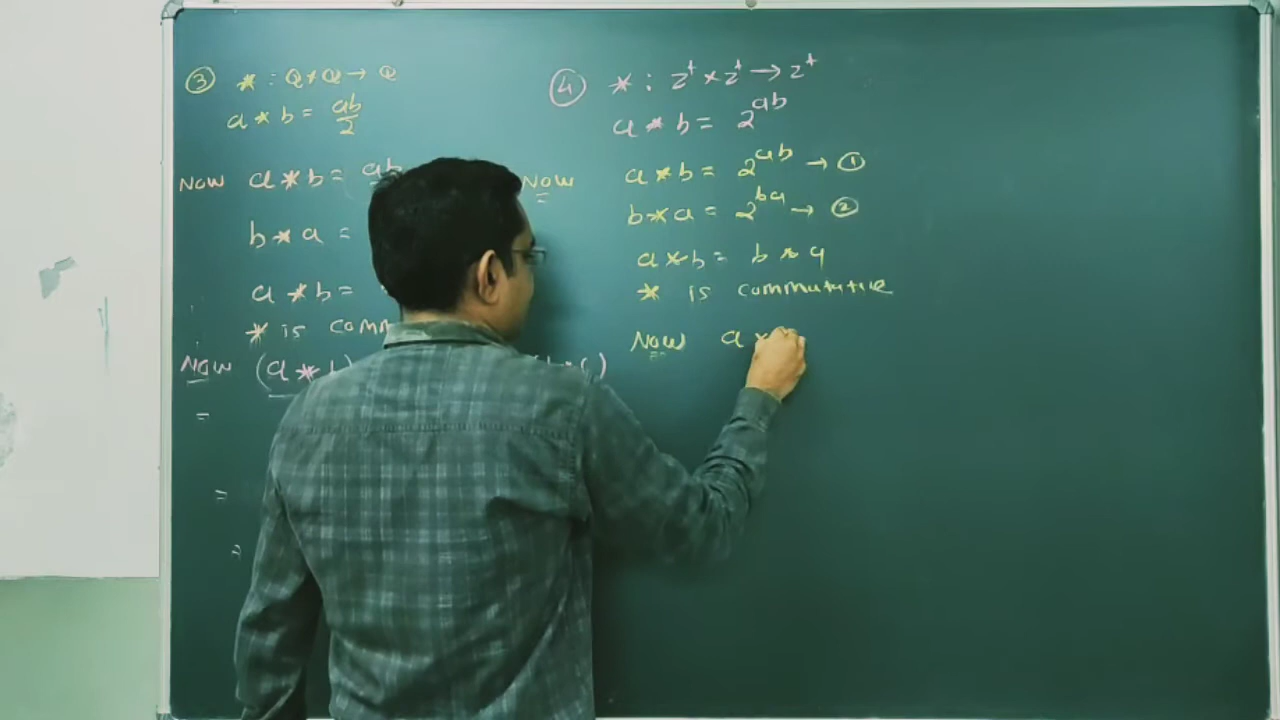 ③ * : Q × Q → Q
a * b = ab/2
Now a * b = ab
b * a =
a * b =
* is comm
Now (a * b)
=
=
=
④ * : Z⁺ × Z⁺ → Z⁺
a * b = 2^ab
Now a * b = 2^ab → ①
b * a = 2^ba → ②
a * b = b * a
* is commutative
Now a *